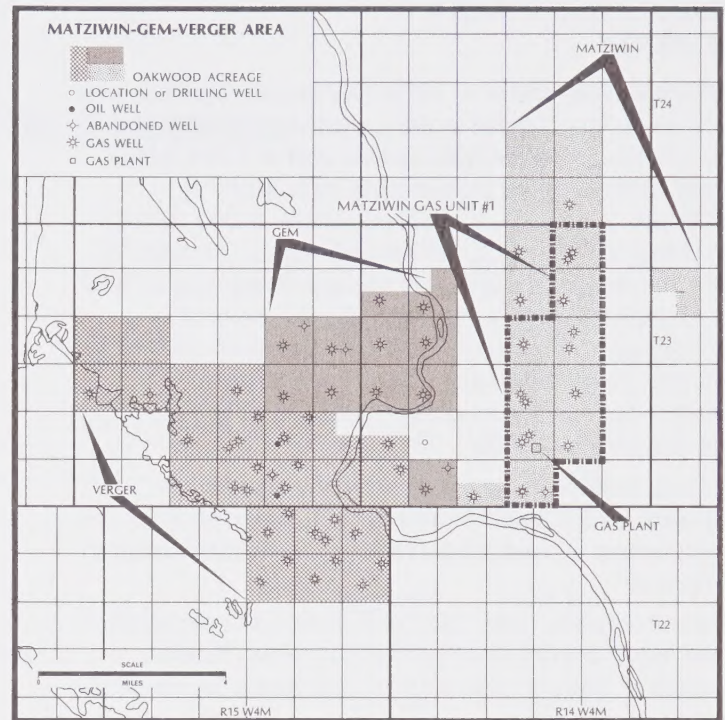 MATZIWIN-GEM-VERGER AREA
OAKWOOD ACREAGE
LOCATION or DRILLING WELL
OIL WELL
ABANDONED WELL
GAS WELL
GAS PLANT
MATZIWIN
T24
MATZIWIN GAS UNIT #1
GEM
T23
VERGER
GAS PLANT
T22
SCALE
0 4
MILES
R15 W4M R14 W4M